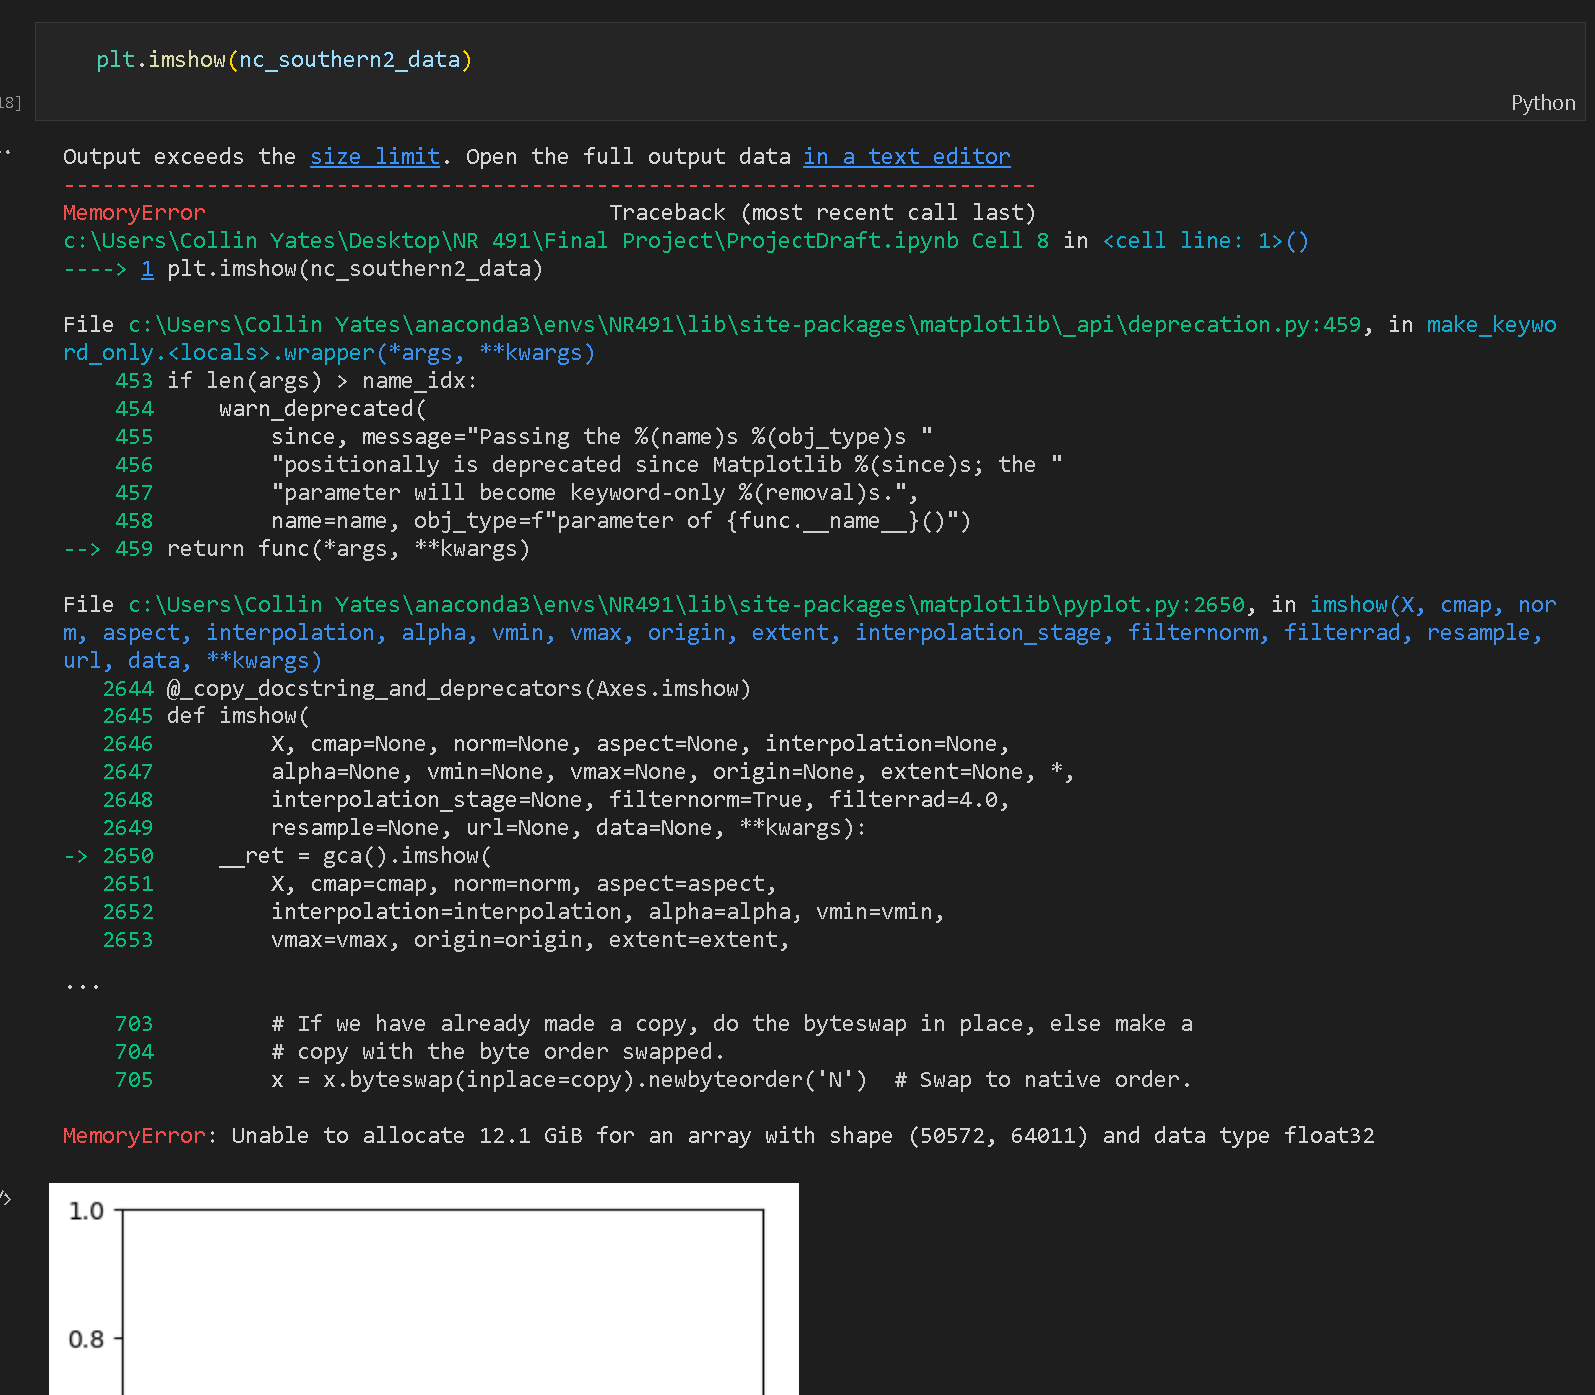 plt.imshow(nc_southern2_data)
18]
Python
Output exceeds the size limit. Open the full output data in a text editor
---------------------------------------------------------------------------
MemoryError                               Traceback (most recent call last)
c:\Users\Collin Yates\Desktop\NR 491\Final Project\ProjectDraft.ipynb Cell 8 in <cell line: 1>()
----> 1 plt.imshow(nc_southern2_data)
File c:\Users\Collin Yates\anaconda3\envs\NR491\lib\site-packages\matplotlib\_api\deprecation.py:459, in make_keywo
rd_only.<locals>.wrapper(*args, **kwargs)
    453 if len(args) > name_idx:
    454     warn_deprecated(
    455         since, message="Passing the %(name)s %(obj_type)s "
    456         "positionally is deprecated since Matplotlib %(since)s; the "
    457         "parameter will become keyword-only %(removal)s.",
    458         name=name, obj_type=f"parameter of {func.__name__}()")
--> 459 return func(*args, **kwargs)
File c:\Users\Collin Yates\anaconda3\envs\NR491\lib\site-packages\matplotlib\pyplot.py:2650, in imshow(X, cmap, nor
m, aspect, interpolation, alpha, vmin, vmax, origin, extent, interpolation_stage, filternorm, filterrad, resample,
url, data, **kwargs)
   2644 @_copy_docstring_and_deprecators(Axes.imshow)
   2645 def imshow(
   2646         X, cmap=None, norm=None, aspect=None, interpolation=None,
   2647         alpha=None, vmin=None, vmax=None, origin=None, extent=None, *,
   2648         interpolation_stage=None, filternorm=True, filterrad=4.0,
   2649         resample=None, url=None, data=None, **kwargs):
-> 2650     __ret = gca().imshow(
   2651         X, cmap=cmap, norm=norm, aspect=aspect,
   2652         interpolation=interpolation, alpha=alpha, vmin=vmin,
   2653         vmax=vmax, origin=origin, extent=extent,
...
    703         # If we have already made a copy, do the byteswap in place, else make a
    704         # copy with the byte order swapped.
    705         x = x.byteswap(inplace=copy).newbyteorder('N')  # Swap to native order.
MemoryError: Unable to allocate 12.1 GiB for an array with shape (50572, 64011) and data type float32
1.0
0.8